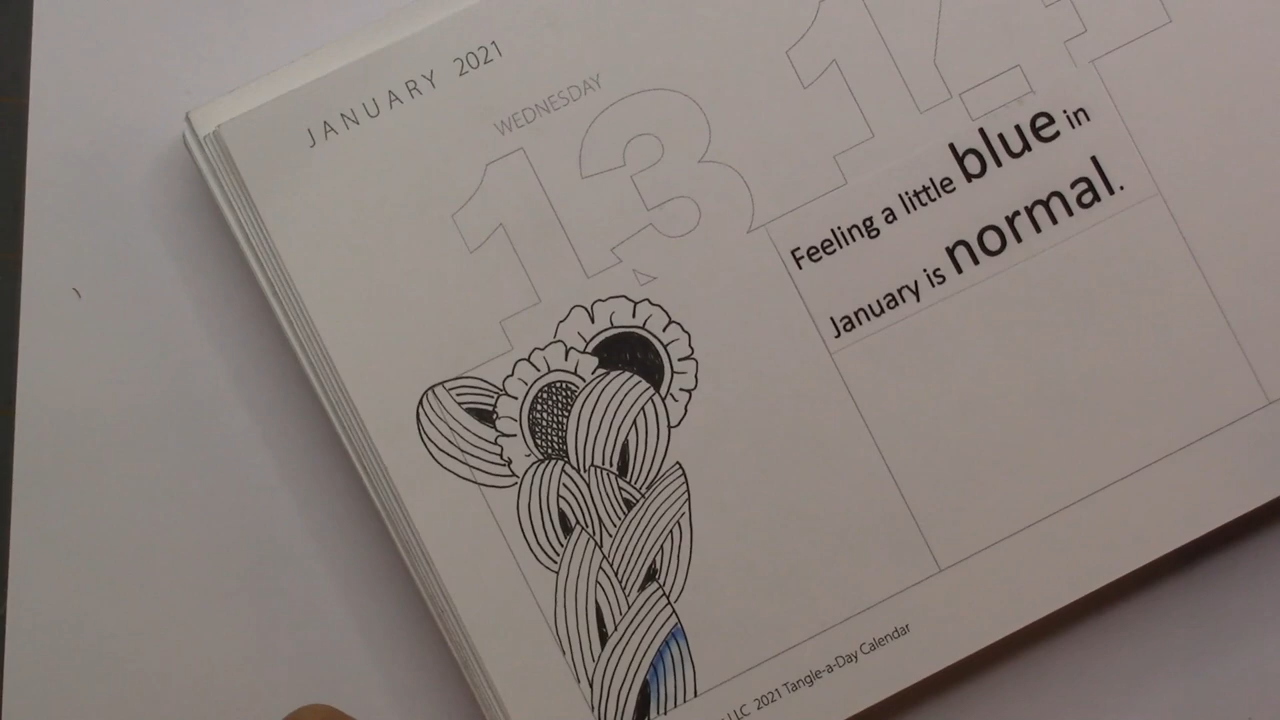 JANUARY 2021
WEDNESDAY
13
14
Feeling a little blue in
January is normal.
LLC 2021 Tangle-a-Day Calendar